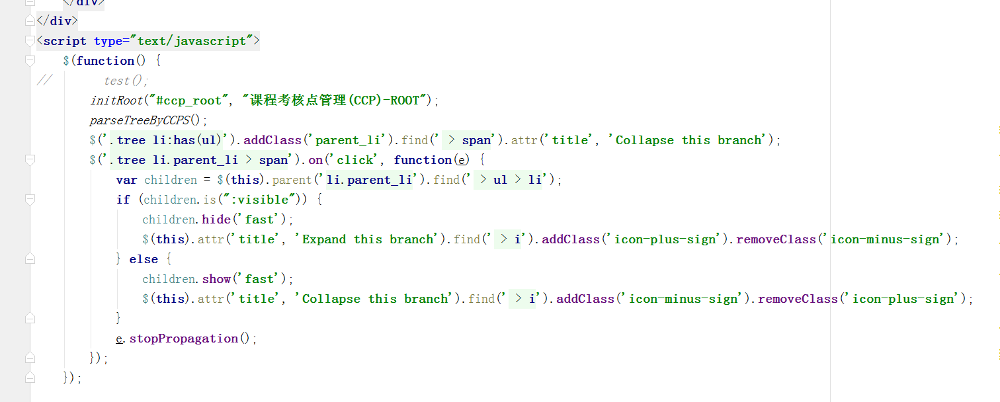 </div>
</div>
<script type="text/javascript">
$(function() {
// test();
initRoot("#ccp_root", "课程考核点管理(CCP)-ROOT");
parseTreeByCCPS();
$('.tree li:has(ul)').addClass('parent_li').find(' > span').attr('title', 'Collapse this branch');
$('.tree li.parent_li > span').on('click', function(e) {
var children = $(this).parent('li.parent_li').find(' > ul > li');
if (children.is(":visible")) {
children.hide('fast');
$(this).attr('title', 'Expand this branch').find(' > i').addClass('icon-plus-sign').removeClass('icon-minus-sign');
} else {
children.show('fast');
$(this).attr('title', 'Collapse this branch').find(' > i').addClass('icon-minus-sign').removeClass('icon-plus-sign');
}
e.stopPropagation();
});
});